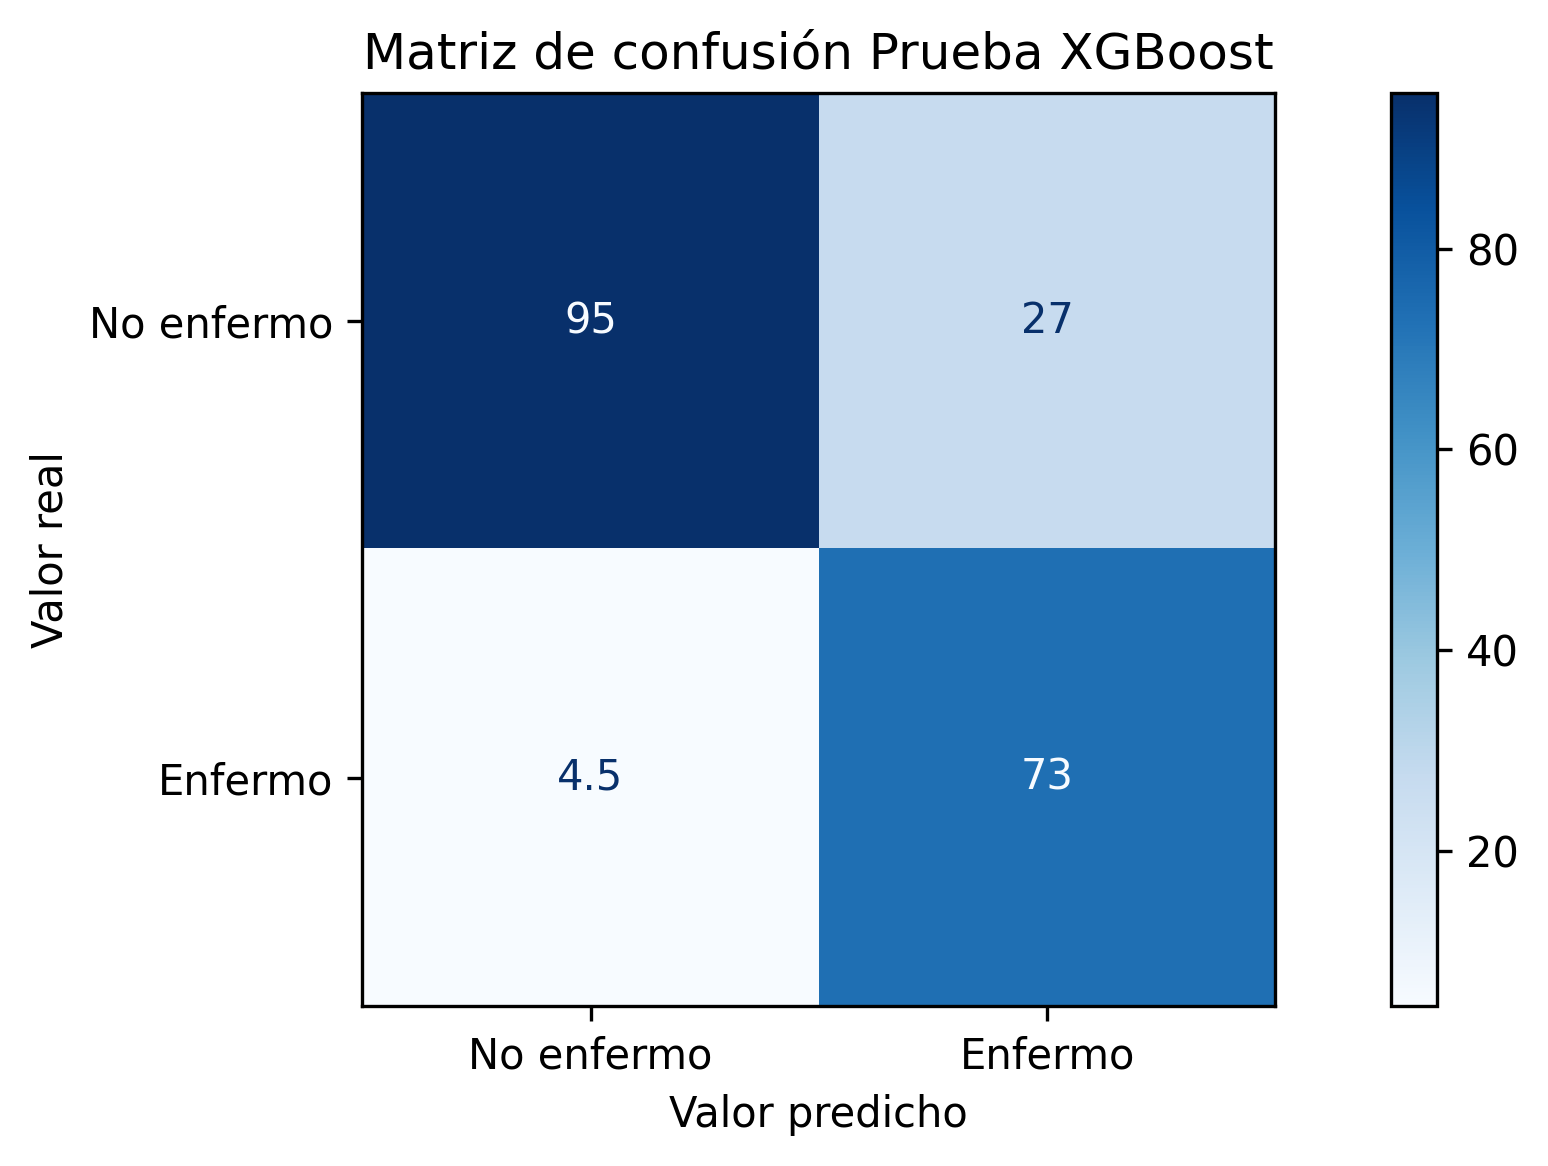 Matriz de confusión Prueba XGBoost
No enfermo
95
27
Valor real
Enfermo
4.5
73
No enfermo
Enfermo
Valor predicho
80
60
40
20